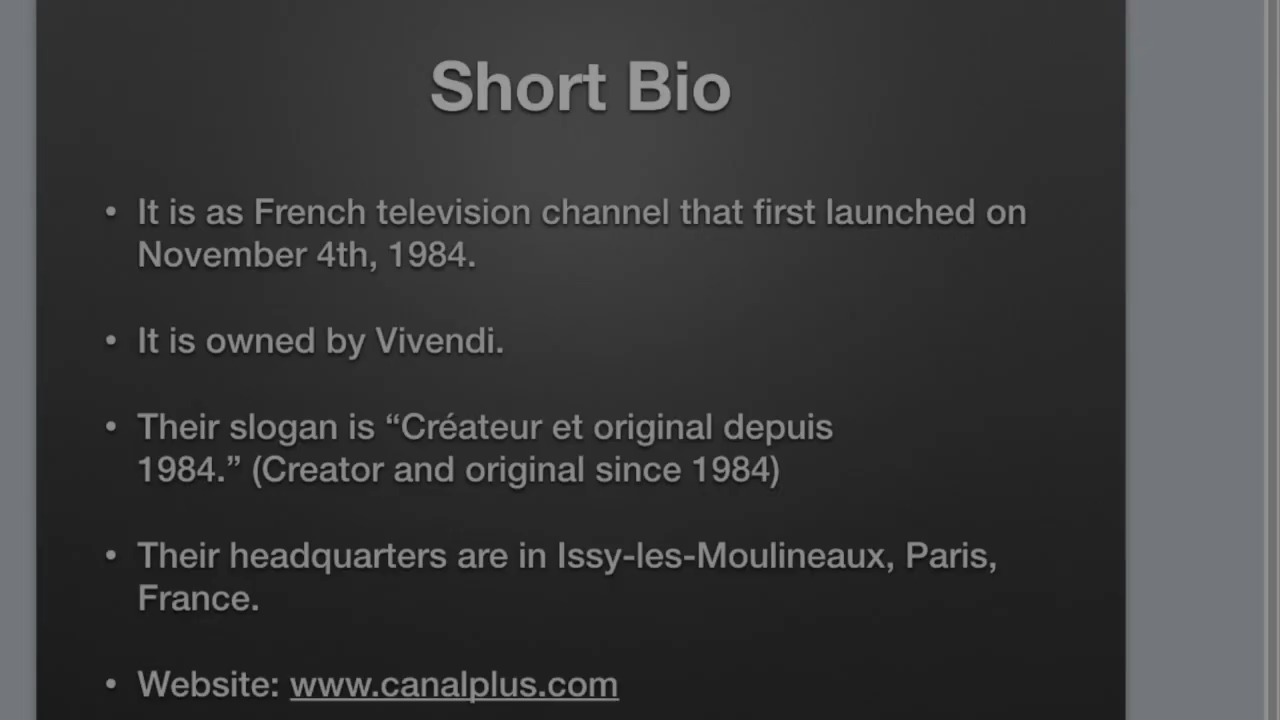 Short Bio
• It is as French television channel that first launched on
November 4th, 1984.
• It is owned by Vivendi.
• Their slogan is “Créateur et original depuis
1984.” (Creator and original since 1984)
• Their headquarters are in Issy-les-Moulineaux, Paris,
France.
• Website: www.canalplus.com